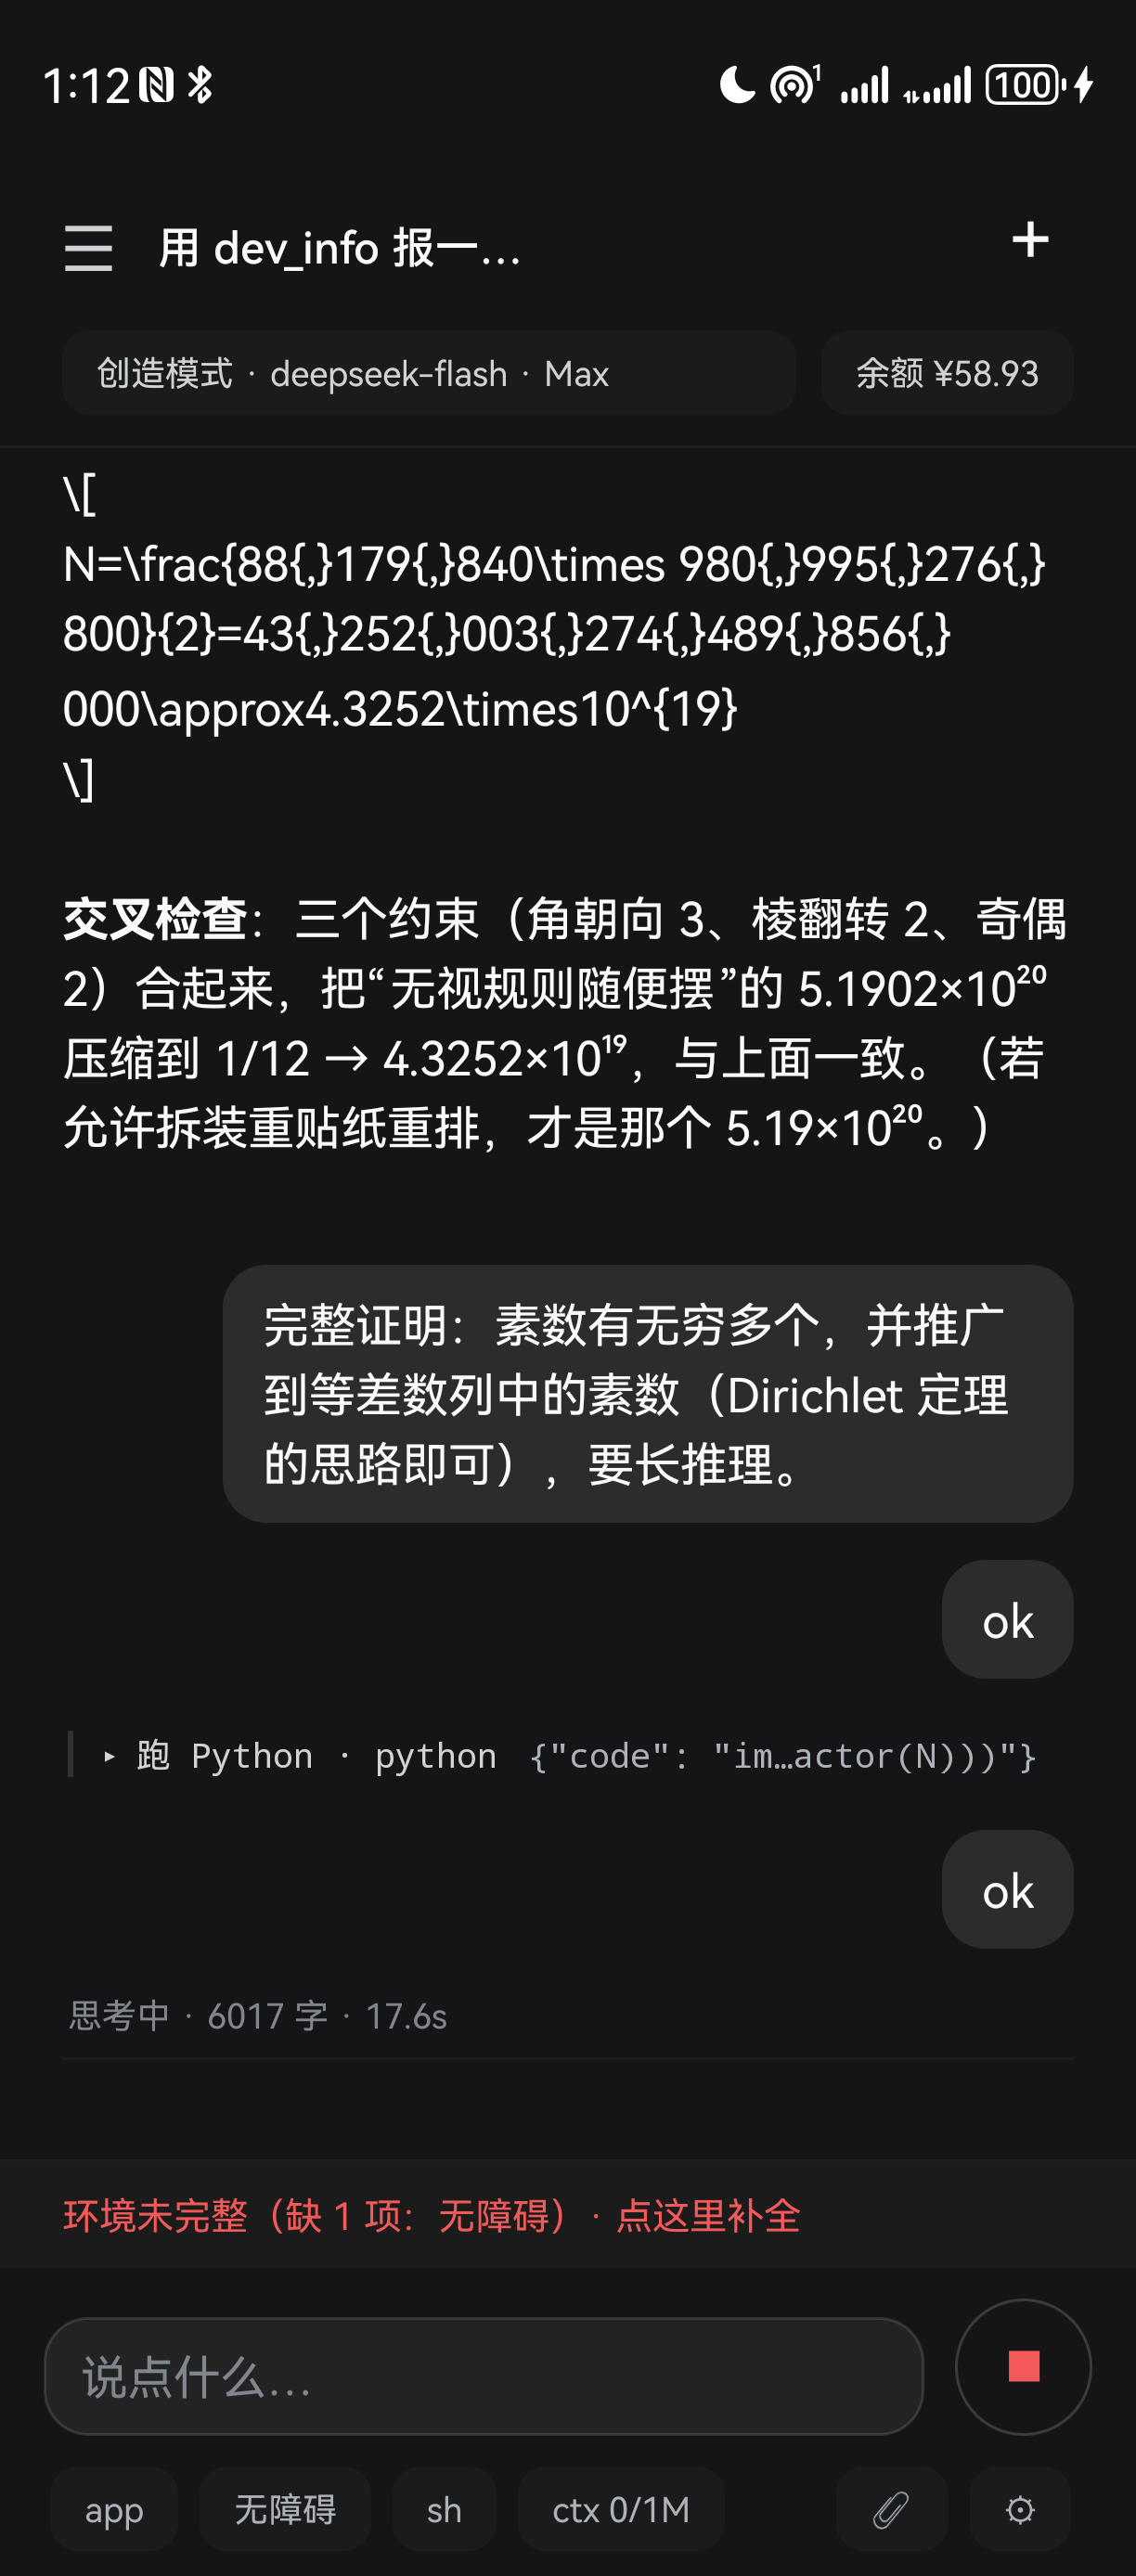 1:12
1
100
用 dev_info 报一…
+
创造模式 · deepseek-flash · Max
余额 ¥58.93
\[
N=\frac{88{,}179{,}840\times 980{,}995{,}276{,}
800}{2}=43{,}252{,}003{,}274{,}489{,}856{,}
000\approx4.3252\times10^{19}
\]
交叉检查：三个约束（角朝向 3、棱翻转 2、奇偶
2）合起来，把“无视规则随便摆”的 5.1902×10²⁰
压缩到 1/12 → 4.3252×10¹⁹，与上面一致。（若
允许拆装重贴纸重排，才是那个 5.19×10²⁰。）
完整证明：素数有无穷多个，并推广
到等差数列中的素数（Dirichlet 定理
的思路即可），要长推理。
ok
▸ 跑 Python · python {"code": "im…actor(N)))"}
ok
思考中 · 6017 字 · 17.6s
环境未完整（缺 1 项：无障碍）· 点这里补全
说点什么…
app
无障碍
sh
ctx 0/1M